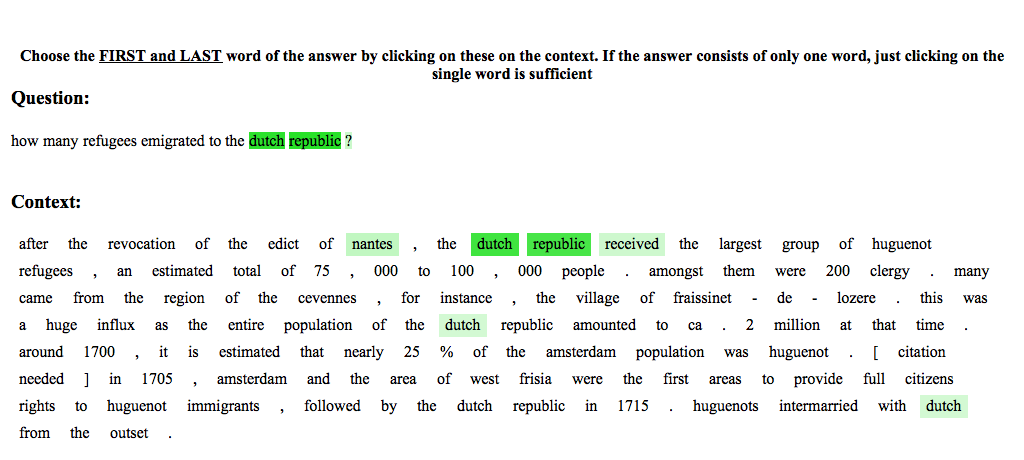 Choose the FIRST and LAST word of the answer by clicking on these on the context. If the answer consists of only one word, just clicking on the
single word is sufficient
Question:
how many refugees emigrated to the dutch republic ?
Context:
after the revocation of the edict of nantes , the dutch republic received the largest group of huguenot
refugees , an estimated total of 75 , 000 to 100 , 000 people . amongst them were 200 clergy . many
came from the region of the cevennes , for instance , the village of fraissinet - de - lozere . this was
a huge influx as the entire population of the dutch republic amounted to ca . 2 million at that time .
around 1700 , it is estimated that nearly 25 % of the amsterdam population was huguenot . [ citation
needed ] in 1705 , amsterdam and the area of west frisia were the first areas to provide full citizens
rights to huguenot immigrants , followed by the dutch republic in 1715 . huguenots intermarried with dutch
from the outset .